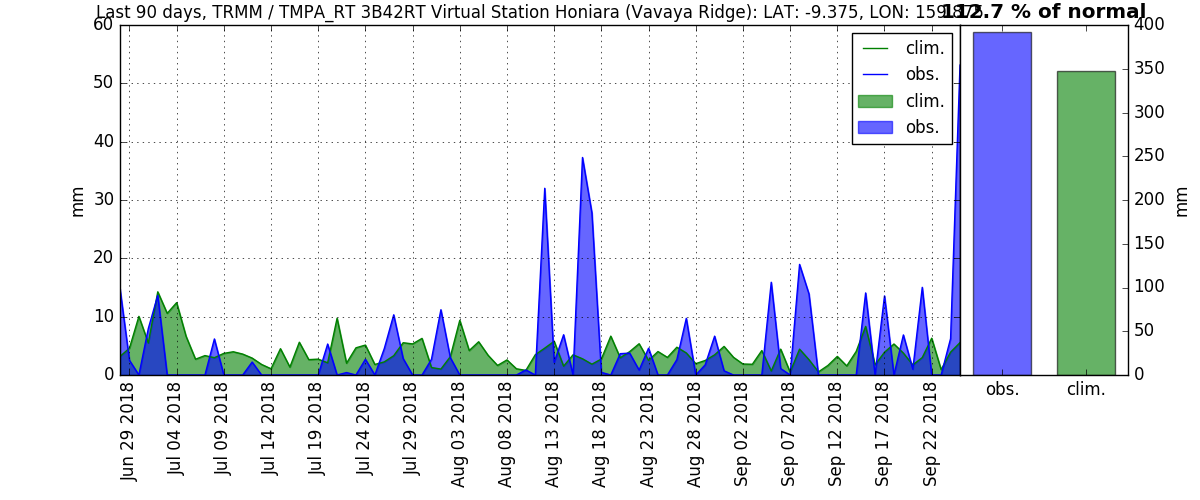 Last 90 days, TRMM / TMPA_RT 3B42RT Virtual Station Honiara (Vavaya Ridge): LAT: -9.375, LON:
112.7 % of normal
60
50
40
30
20
10
0
mm
clim.
obs.
clim.
obs.
400
350
300
250
200
150
100
50
0
mm
obs.
clim.
Jun 29 2018
Jul 04 2018
Jul 09 2018
Jul 14 2018
Jul 19 2018
Jul 24 2018
Jul 29 2018
Aug 03 2018
Aug 08 2018
Aug 13 2018
Aug 18 2018
Aug 23 2018
Aug 28 2018
Sep 02 2018
Sep 07 2018
Sep 12 2018
Sep 17 2018
Sep 22 2018